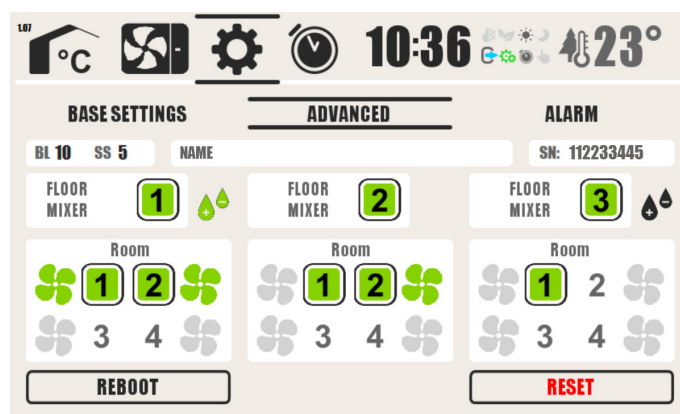 1.07
°C
10:36
23°
BASE SETTINGS
ADVANCED
ALARM
BL 10 SS 5
NAME
SN: 112233445
FLOOR MIXER 1
FLOOR MIXER 2
FLOOR MIXER 3
Room
1 2
3 4
Room
1 2
3 4
Room
1 2
3 4
REBOOT
RESET